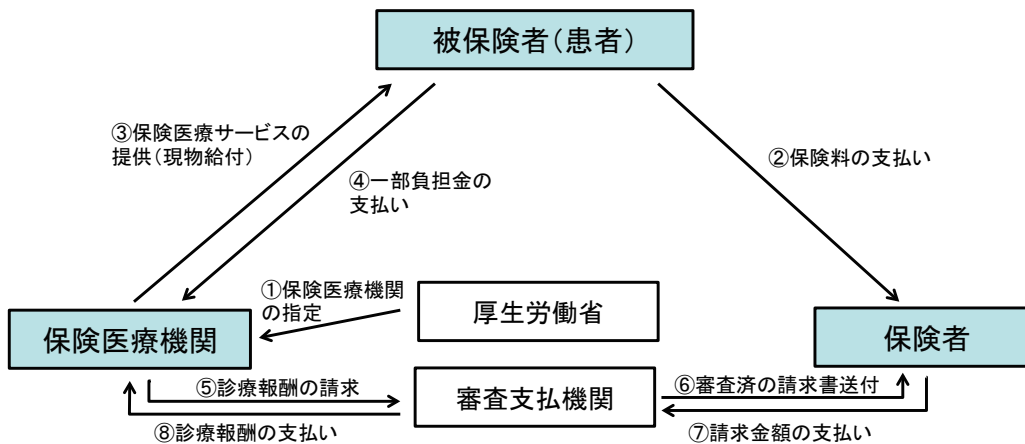 被保険者（患者）
③保険医療サービスの
提供（現物給付）
②保険料の支払い
④一部負担金の
支払い
①保険医療機関
の指定
厚生労働省
保険医療機関
保険者
⑤診療報酬の請求
審査支払機関
⑥審査済の請求書送付
⑧診療報酬の支払い
⑦請求金額の支払い